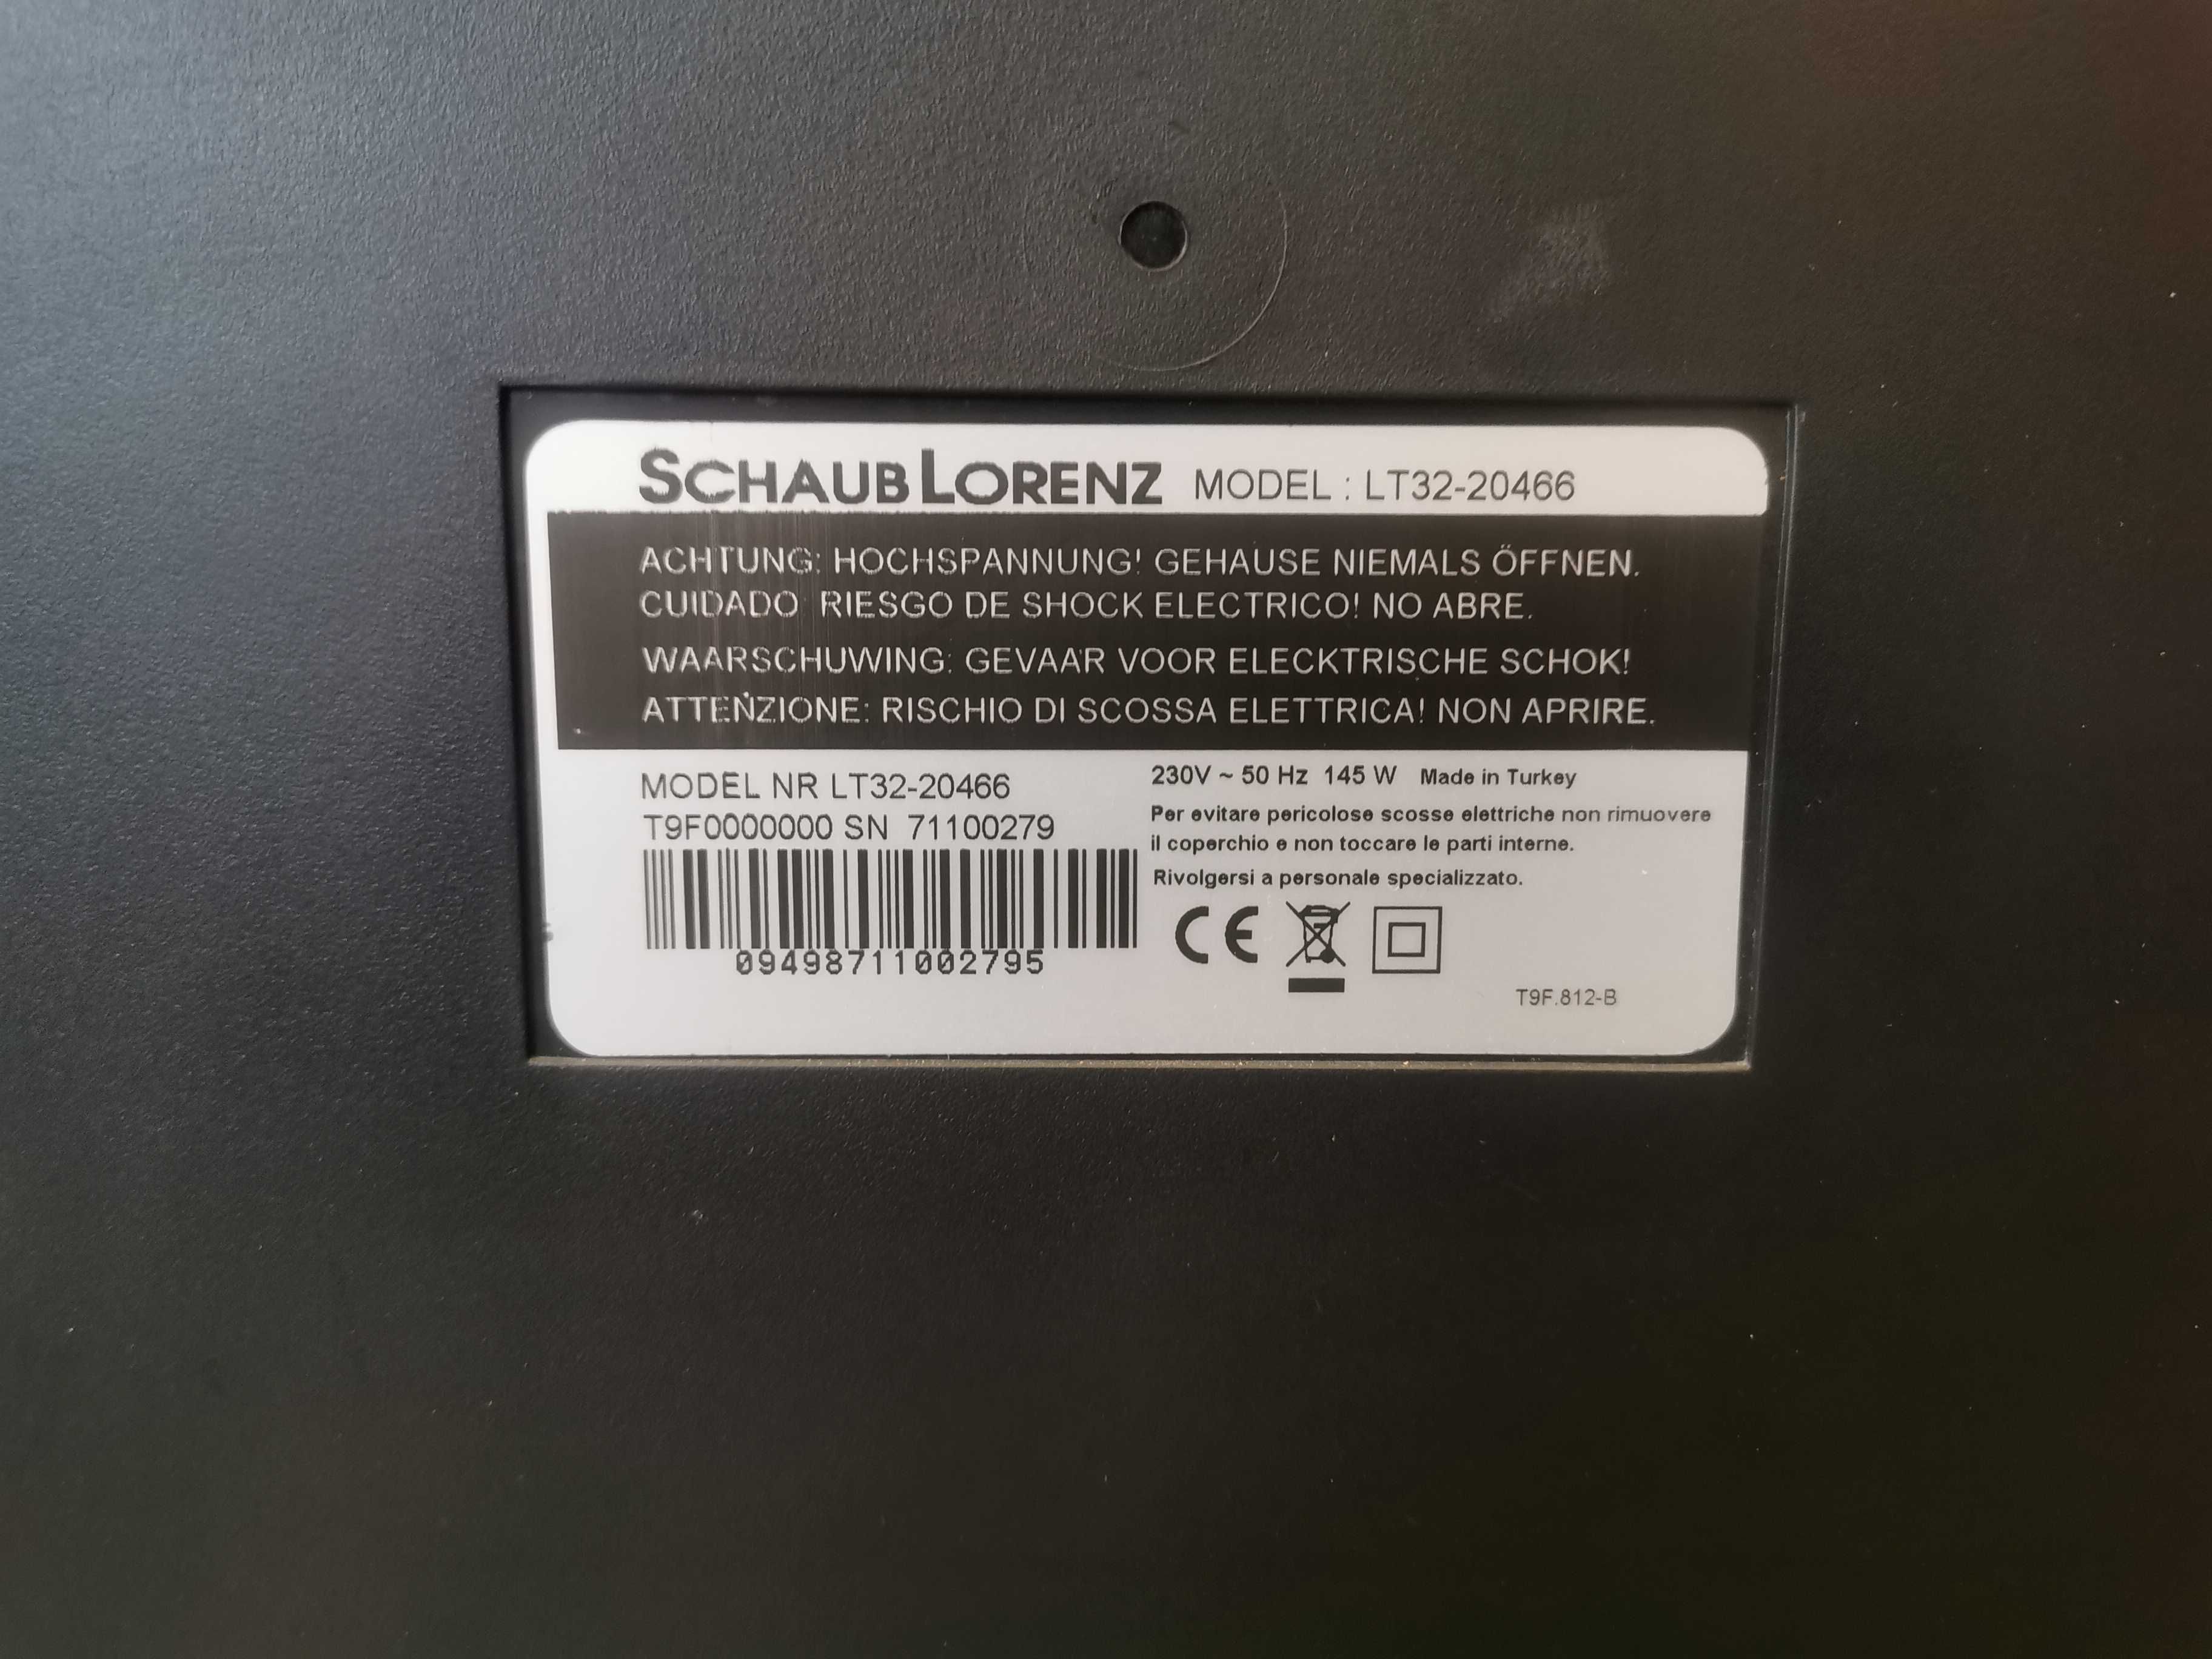 SCHAUB LORENZ MODEL : LT32-20466
ACHTUNG: HOCHSPANNUNG! GEHAUSE NIEMALS ÖFFNEN.
CUIDADO RIESGO DE SHOCK ELECTRICO! NO ABRE.
WAARSCHUWING: GEVAAR VOOR ELECKTRISCHE SCHOK!
ATTENZIONE: RISCHIO DI SCOSSA ELETTRICA! NON APRIRE.
MODEL NR LT32-20466
T9F0000000 SN 71100279
09498711002795
230V ~ 50 Hz 145 W Made in Turkey
Per evitare pericolose scosse elettriche non rimuovere
il coperchio e non toccare le parti interne.
Rivolgersi a personale specializzato.
CE
T9F.812-B